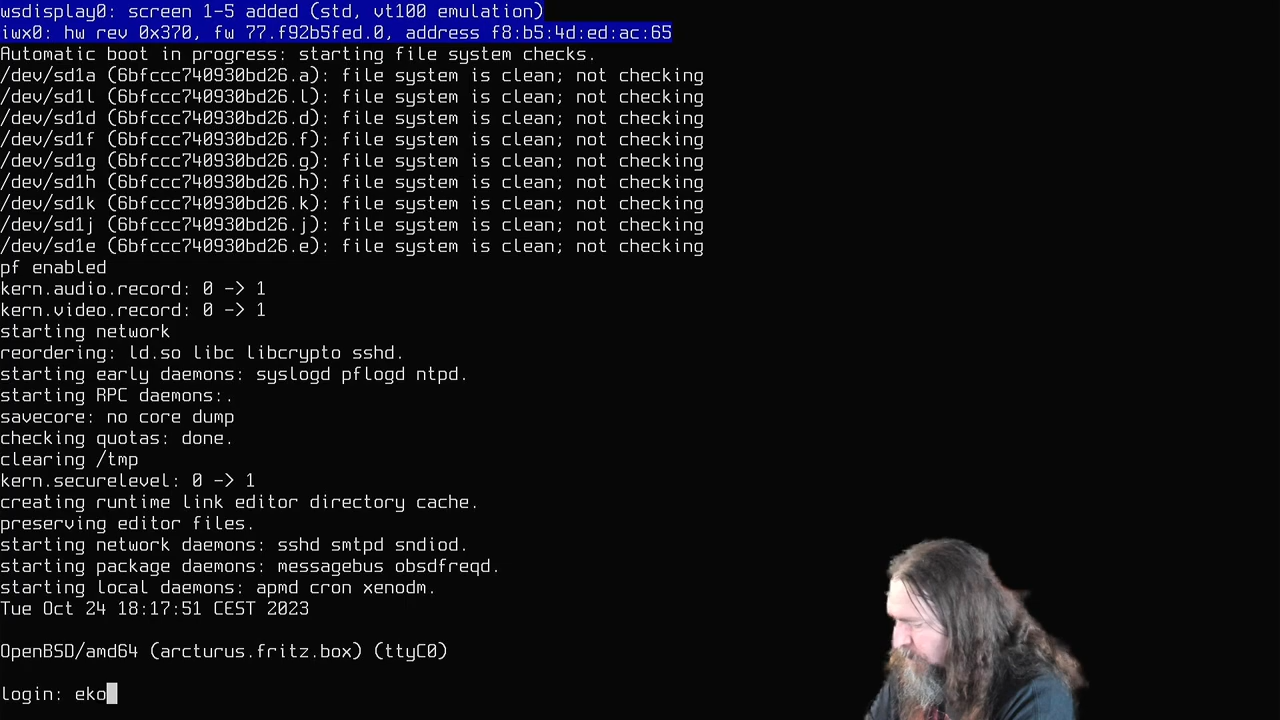 wsdisplay0: screen 1-5 added (std, vt100 emulation)
iwx0: hw rev 0x370, fw 77.f92b5fed.0, address f8:b5:4d:ed:ac:65
Automatic boot in progress: starting file system checks.
/dev/sd1a (6bfccc740930bd26.a): file system is clean; not checking
/dev/sd1l (6bfccc740930bd26.l): file system is clean; not checking
/dev/sd1d (6bfccc740930bd26.d): file system is clean; not checking
/dev/sd1f (6bfccc740930bd26.f): file system is clean; not checking
/dev/sd1g (6bfccc740930bd26.g): file system is clean; not checking
/dev/sd1h (6bfccc740930bd26.h): file system is clean; not checking
/dev/sd1k (6bfccc740930bd26.k): file system is clean; not checking
/dev/sd1j (6bfccc740930bd26.j): file system is clean; not checking
/dev/sd1e (6bfccc740930bd26.e): file system is clean; not checking
pf enabled
kern.audio.record: 0 -> 1
kern.video.record: 0 -> 1
starting network
reordering: ld.so libc libcrypto sshd.
starting early daemons: syslogd pflogd ntpd.
starting RPC daemons:.
savecore: no core dump
checking quotas: done.
clearing /tmp
kern.securelevel: 0 -> 1
creating runtime link editor directory cache.
preserving editor files.
starting network daemons: sshd smtpd sndiod.
starting package daemons: messagebus obsdfreqd.
starting local daemons: apmd cron xenodm.
Tue Oct 24 18:17:51 CEST 2023
OpenBSD/amd64 (arcturus.fritz.box) (ttyC0)
login: eko